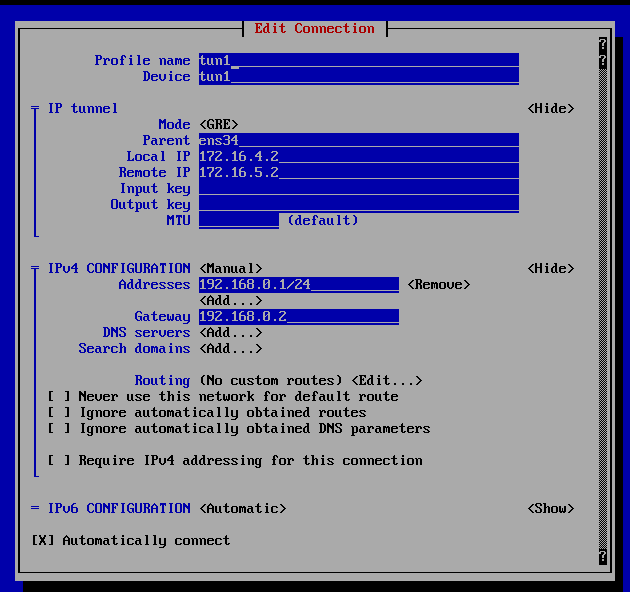 Edit Connection
Profile name tun1
Device tun1
IP tunnel <Hide>
Mode <GRE>
Parent ens34
Local IP 172.16.4.2
Remote IP 172.16.5.2
Input key
Output key
MTU (default)
IPv4 CONFIGURATION <Manual> <Hide>
Addresses 192.168.0.1/24 <Remove>
<Add...>
Gateway 192.168.0.2
DNS servers <Add...>
Search domains <Add...>
Routing (No custom routes) <Edit...>
[ ] Never use this network for default route
[ ] Ignore automatically obtained routes
[ ] Ignore automatically obtained DNS parameters
[ ] Require IPv4 addressing for this connection
= IPv6 CONFIGURATION <Automatic> <Show>
[X] Automatically connect